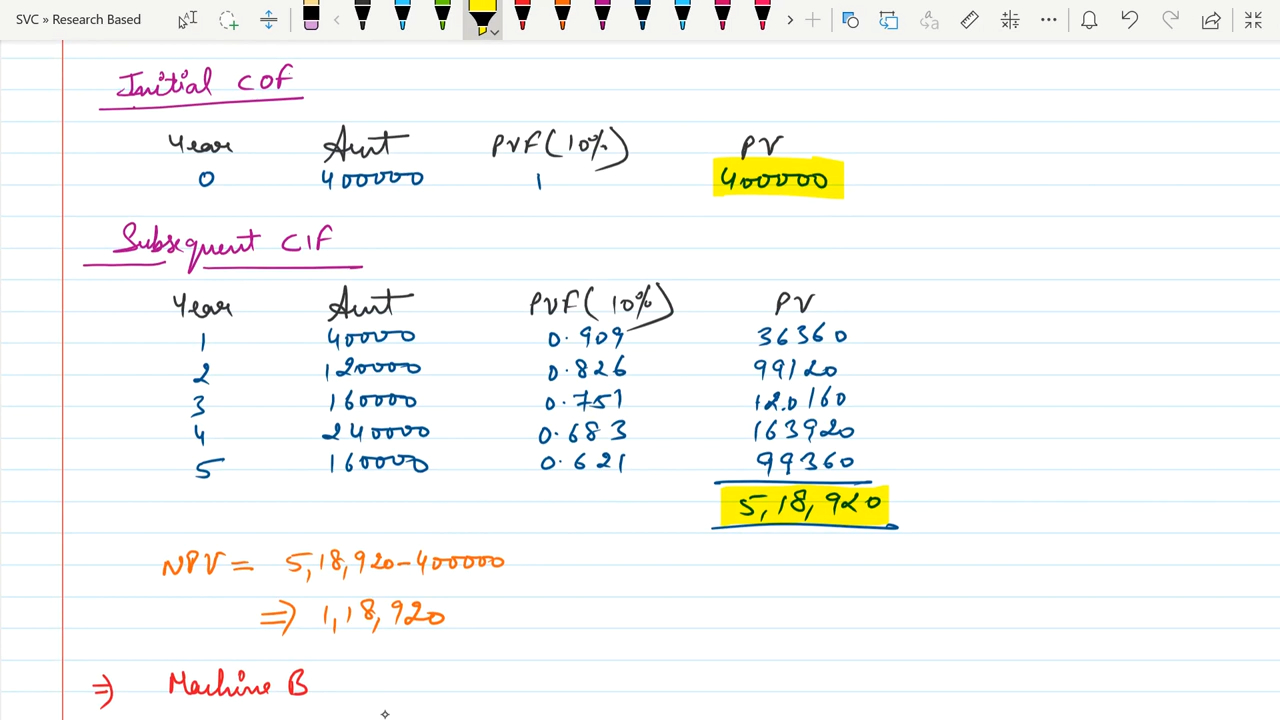 SVC » Research Based
Initial COF
Year Amt PVF(10%) PV
0 400000 1 400000
Subsequent CIF
Year Amt PVF(10%) PV
1 40000 0.909 36360
2 120000 0.826 99120
3 160000 0.751 120160
4 240000 0.683 163920
5 160000 0.621 99360
5,18,920
NPV = 5,18,920-400000
⇒ 1,18,920
⇒ Machine B